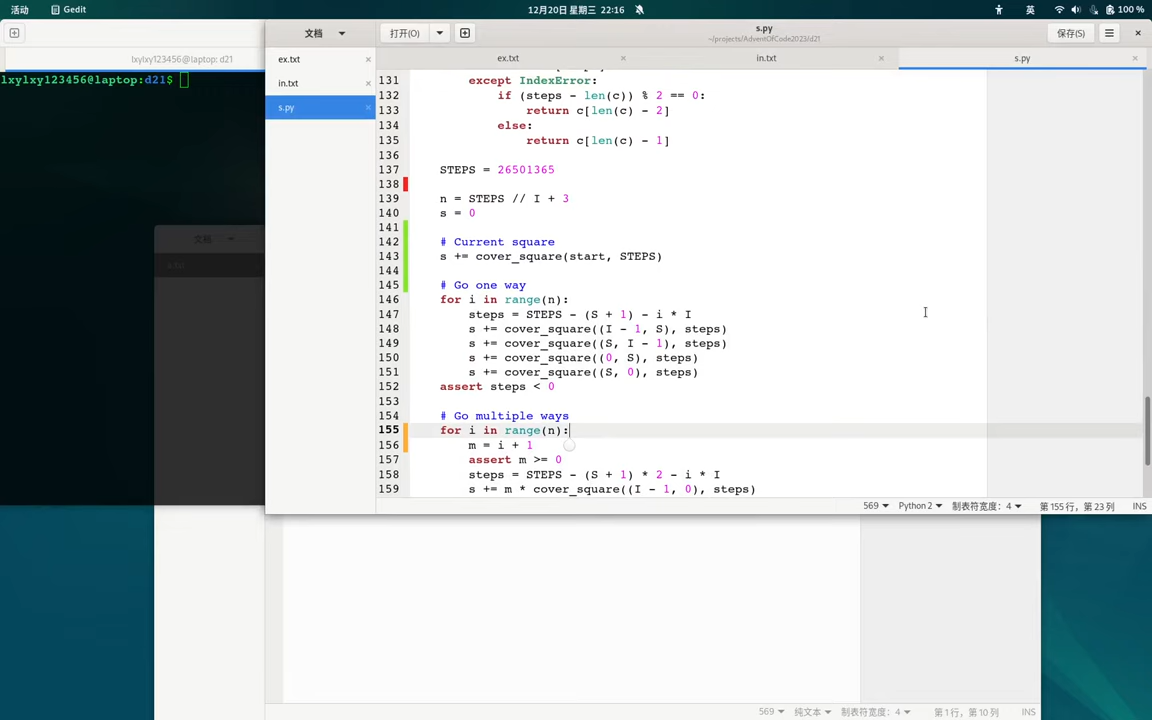 活动 Gedit 12月20日 星期三 22:16 英 100 %
文档 打开(O) s.py 保存(S)
~/projects/AdventOfCode2023/d21
lxylxy123456@laptop: d21 ex.txt ex.txt in.txt s.py
lxylxy123456@laptop:d21$
in.txt
s.py
131 except IndexError:
132 if (steps - len(c)) % 2 == 0:
133 return c[len(c) - 2]
134 else:
135 return c[len(c) - 1]
136
137 STEPS = 26501365
138
139 n = STEPS // I + 3
140 s = 0
141
142 # Current square
143 s += cover_square(start, STEPS)
144
145 # Go one way
146 for i in range(n):
147 steps = STEPS - (S + 1) - i * I
148 s += cover_square((I - 1, S), steps)
149 s += cover_square((S, I - 1), steps)
150 s += cover_square((0, S), steps)
151 s += cover_square((S, 0), steps)
152 assert steps < 0
153
154 # Go multiple ways
155 for i in range(n):
156 m = i + 1
157 assert m >= 0
158 steps = STEPS - (S + 1) * 2 - i * I
159 s += m * cover_square((I - 1, 0), steps)
569 Python 2 制表符宽度：4 第 155 行，第 23 列 INS
文档
569 纯文本 制表符宽度：4 第 1 行，第 10 列 INS